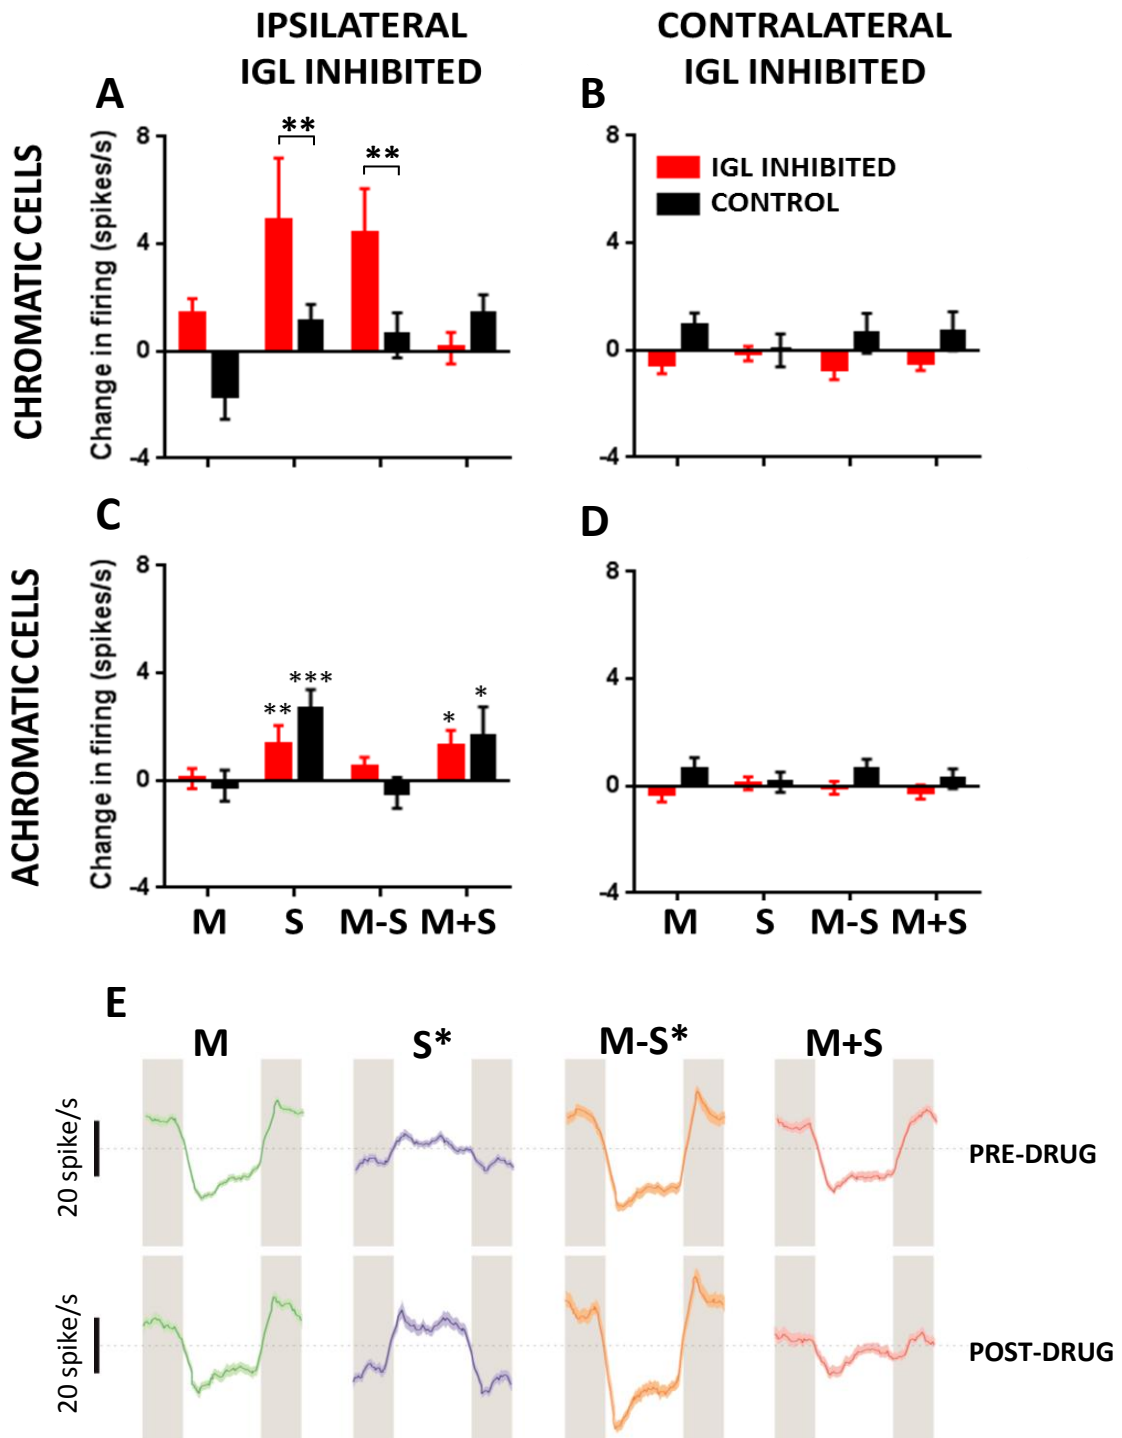 IPSILATERAL
IGL INHIBITED
CONTRALATERAL
IGL INHIBITED
A
B
CHROMATIC CELLS
Change in firing (spikes/s)
8
4
0
-4
**
**
8
4
0
-4
IGL INHIBITED
CONTROL
C
D
ACHROMATIC CELLS
Change in firing (spikes/s)
8
4
0
-4
**
***
*
*
8
4
0
-4
M S M-S M+S
M S M-S M+S
E
M S* M-S* M+S
20 spike/s
PRE-DRUG
20 spike/s
POST-DRUG